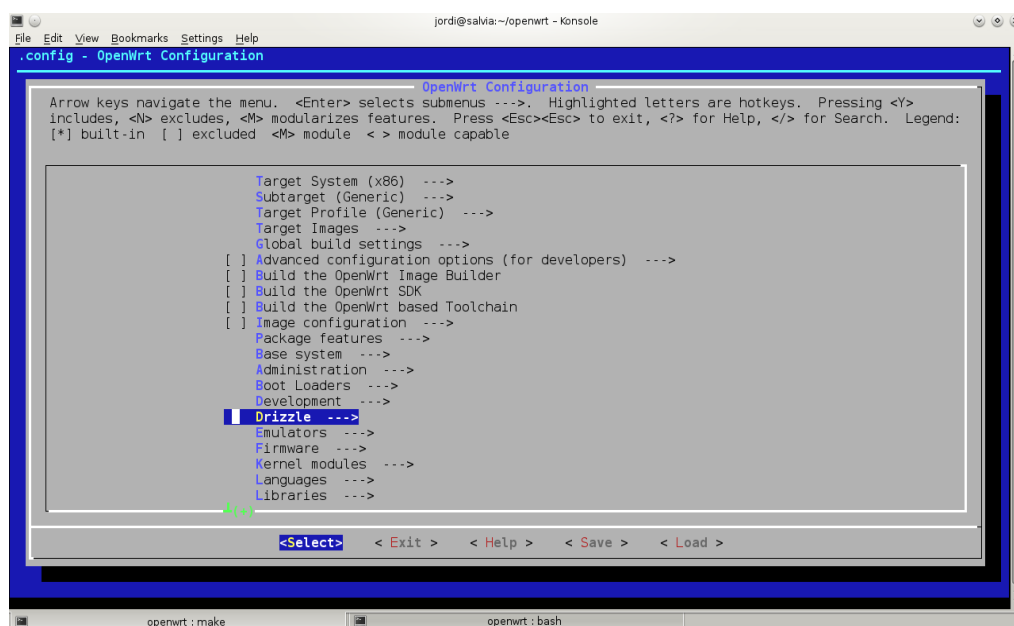 jordi@salvia:~/openwrt - Konsole
File Edit View Bookmarks Settings Help
.config - OpenWrt Configuration
OpenWrt Configuration
Arrow keys navigate the menu. <Enter> selects submenus --->. Highlighted letters are hotkeys. Pressing <Y>
includes, <N> excludes, <M> modularizes features. Press <Esc><Esc> to exit, <?> for Help, </> for Search. Legend:
[*] built-in [ ] excluded <M> module < > module capable
Target System (x86) --->
Subtarget (Generic) --->
Target Profile (Generic) --->
Target Images --->
Global build settings --->
[ ] Advanced configuration options (for developers) --->
[ ] Build the OpenWrt Image Builder
[ ] Build the OpenWrt SDK
[ ] Build the OpenWrt based Toolchain
[ ] Image configuration --->
Package features --->
Base system --->
Administration --->
Boot Loaders --->
Development --->
Drizzle --->
Emulators --->
Firmware --->
Kernel modules --->
Languages --->
Libraries --->
<Select> < Exit > < Help > < Save > < Load >
openwrt : make openwrt : bash